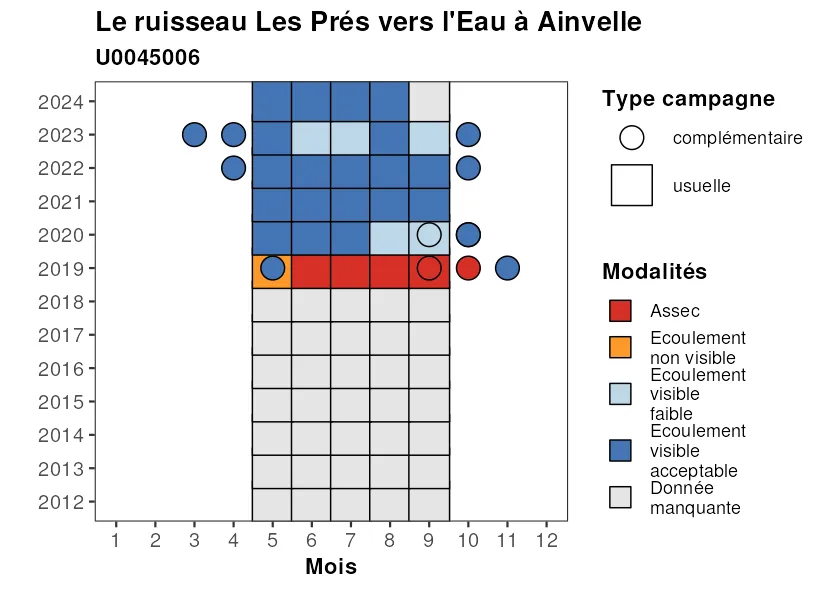 Le ruisseau Les Prés vers l'Eau à Ainvelle
U0045006
2024
2023
2022
2021
2020
2019
2018
2017
2016
2015
2014
2013
2012
1 2 3 4 5 6 7 8 9 10 11 12
Mois
Type campagne
complémentaire
usuelle
Modalités
Assec
Ecoulement
non visible
Ecoulement
visible
faible
Ecoulement
visible
acceptable
Donnée
manquante